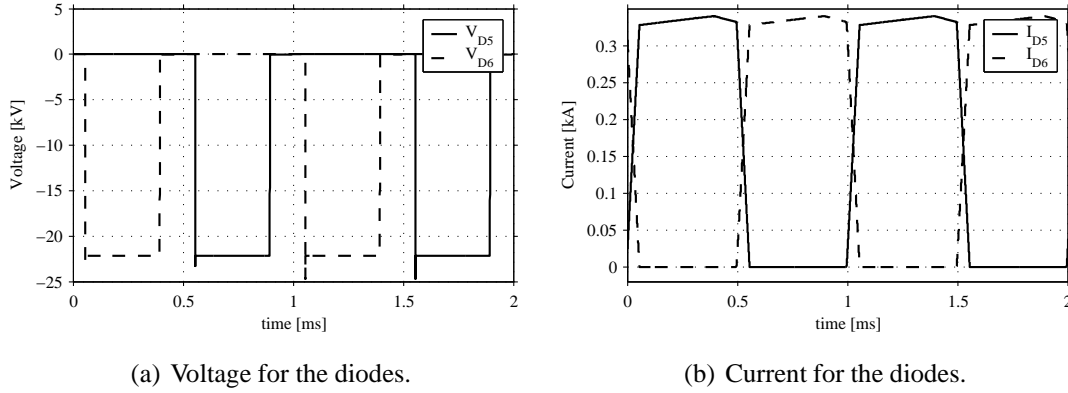 5
0
−5
−10
−15
−20
−25
Voltage [kV]
V_D5
V_D6
0
0.5
1
1.5
2
time [ms]
0.3
0.25
0.2
0.15
0.1
0.05
0
Current [kA]
I_D5
I_D6
0
0.5
1
1.5
2
time [ms]
(a) Voltage for the diodes.
(b) Current for the diodes.